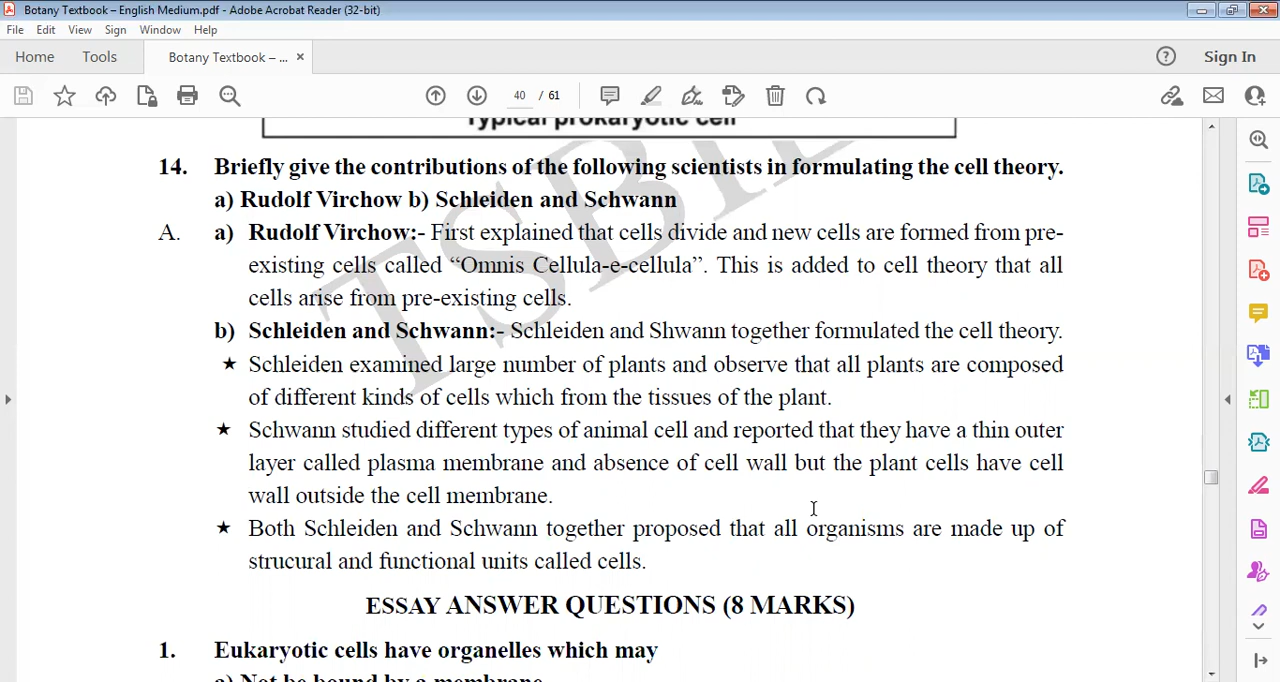 Botany Textbook – English Medium.pdf - Adobe Acrobat Reader (32-bit)
File Edit View Sign Window Help
Home Tools Botany Textbook – ... × Sign In
40 / 61
Typical prokaryotic cell
14. Briefly give the contributions of the following scientists in formulating the cell theory.
a) Rudolf Virchow b) Schleiden and Schwann
A. a) Rudolf Virchow:- First explained that cells divide and new cells are formed from pre-
existing cells called “Omnis Cellula-e-cellula”. This is added to cell theory that all
cells arise from pre-existing cells.
b) Schleiden and Schwann:- Schleiden and Shwann together formulated the cell theory.
★ Schleiden examined large number of plants and observe that all plants are composed
of different kinds of cells which from the tissues of the plant.
★ Schwann studied different types of animal cell and reported that they have a thin outer
layer called plasma membrane and absence of cell wall but the plant cells have cell
wall outside the cell membrane.
★ Both Schleiden and Schwann together proposed that all organisms are made up of
strucural and functional units called cells.
ESSAY ANSWER QUESTIONS (8 MARKS)
1. Eukaryotic cells have organelles which may
a) Not be bound by a membrane